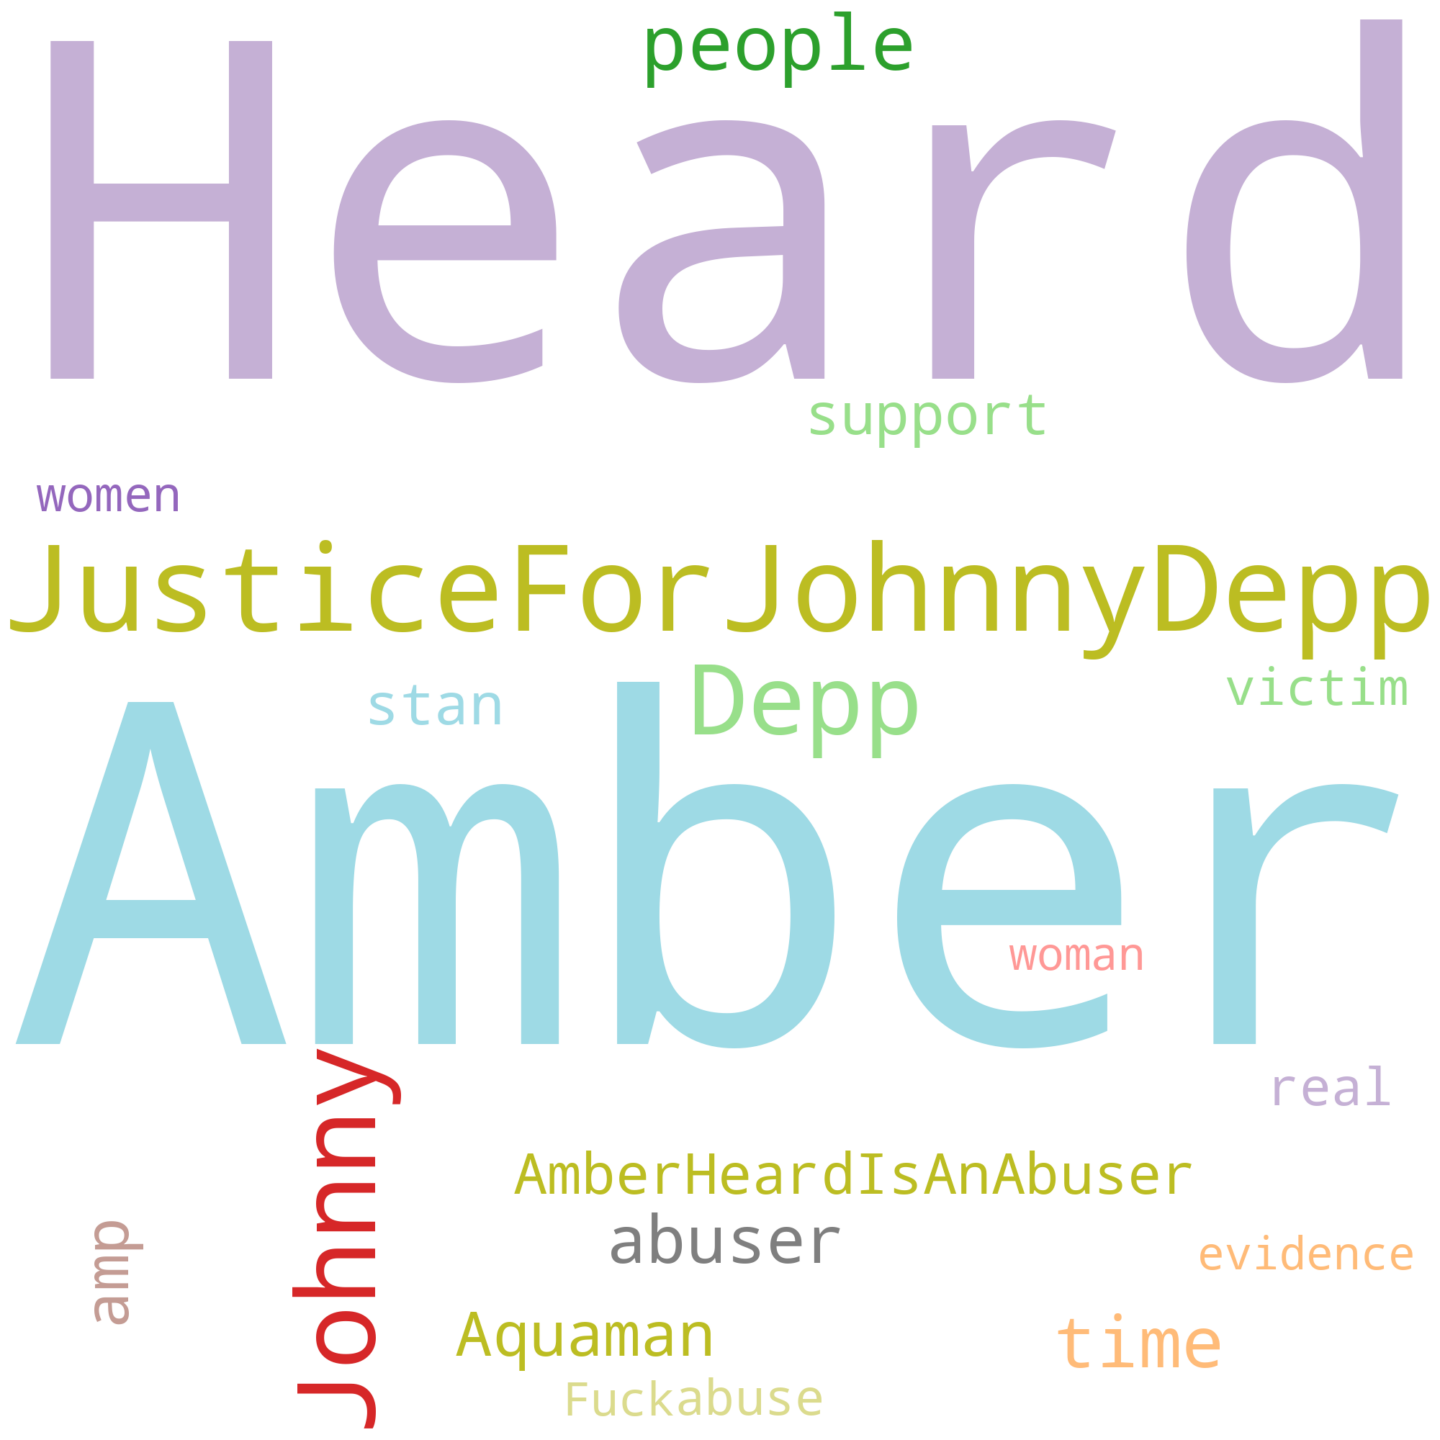 people
Heard
support
women
JusticeForJohnnyDepp
Depp
victim
stan
Amber
woman
real
Johnny
AmberHeardIsAnAbuser
abuser
amp
evidence
Aquaman
time
Fuckabuse